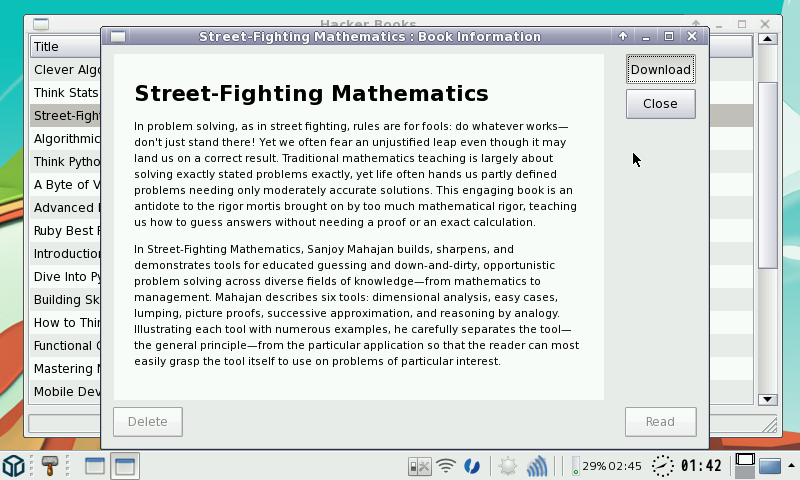 Hacker Books
Street-Fighting Mathematics : Book Information
Title
Clever Algo
Think Stats
Street-Figh
Algorithmic
Think Pytho
A Byte of V
Advanced
Ruby Best F
Introduction
Dive Into Py
Building Sk
How to Thin
Functional C
Mastering
Mobile Dev
Download
Close
Street-Fighting Mathematics
In problem solving, as in street fighting, rules are for fools: do whatever works—
don't just stand there! Yet we often fear an unjustified leap even though it may
land us on a correct result. Traditional mathematics teaching is largely about
solving exactly stated problems exactly, yet life often hands us partly defined
problems needing only moderately accurate solutions. This engaging book is an
antidote to the rigor mortis brought on by too much mathematical rigor, teaching
us how to guess answers without needing a proof or an exact calculation.
In Street-Fighting Mathematics, Sanjoy Mahajan builds, sharpens, and
demonstrates tools for educated guessing and down-and-dirty, opportunistic
problem solving across diverse fields of knowledge—from mathematics to
management. Mahajan describes six tools: dimensional analysis, easy cases,
lumping, picture proofs, successive approximation, and reasoning by analogy.
Illustrating each tool with numerous examples, he carefully separates the tool—
the general principle—from the particular application so that the reader can most
easily grasp the tool itself to use on problems of particular interest.
Delete
Read
29% 02:45
01:42